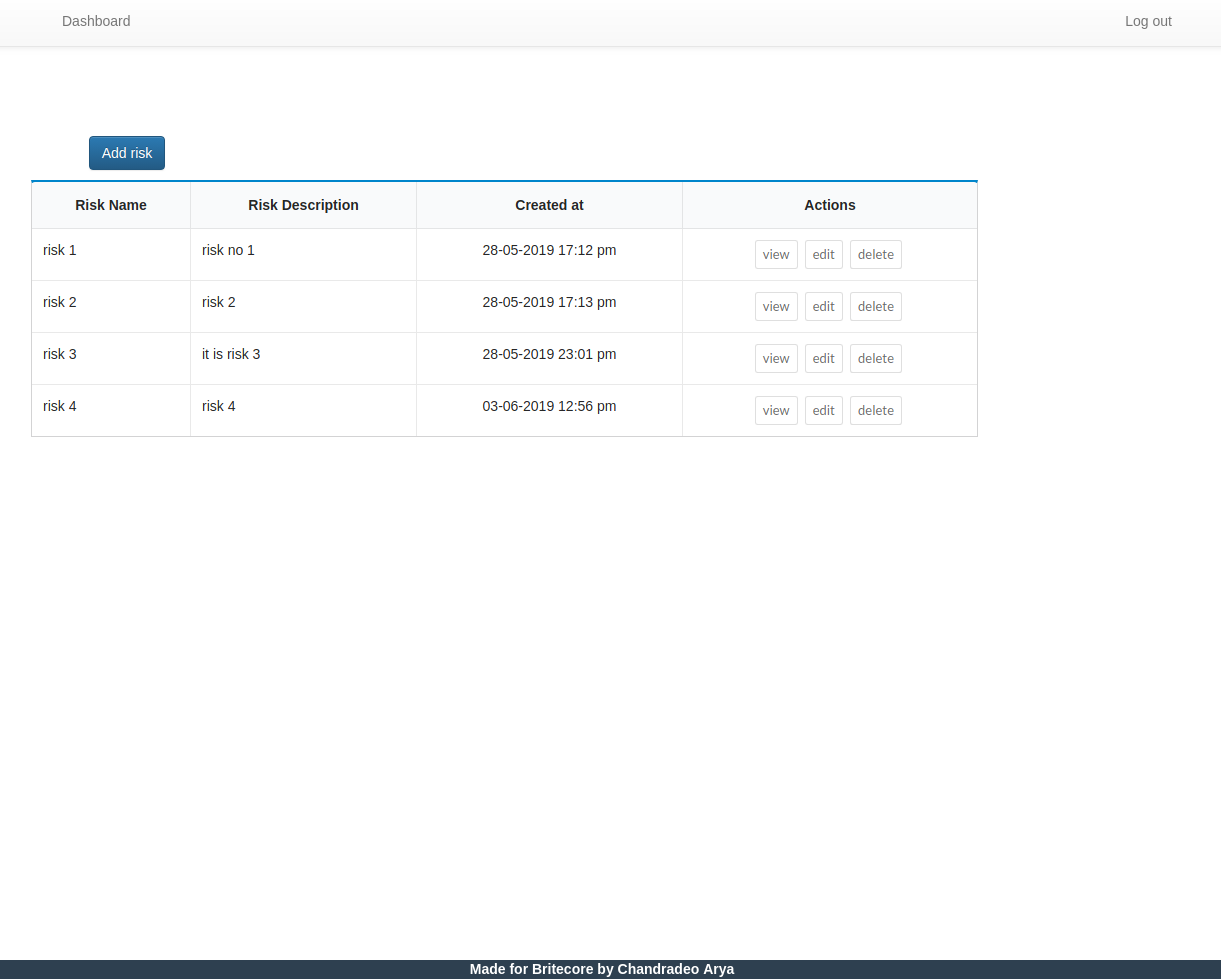 Dashboard Log out
Add risk
Risk Name Risk Description Created at Actions
risk 1 risk no 1 28-05-2019 17:12 pm view edit delete
risk 2 risk 2 28-05-2019 17:13 pm view edit delete
risk 3 it is risk 3 28-05-2019 23:01 pm view edit delete
risk 4 risk 4 03-06-2019 12:56 pm view edit delete
Made for Britecore by Chandradeo Arya